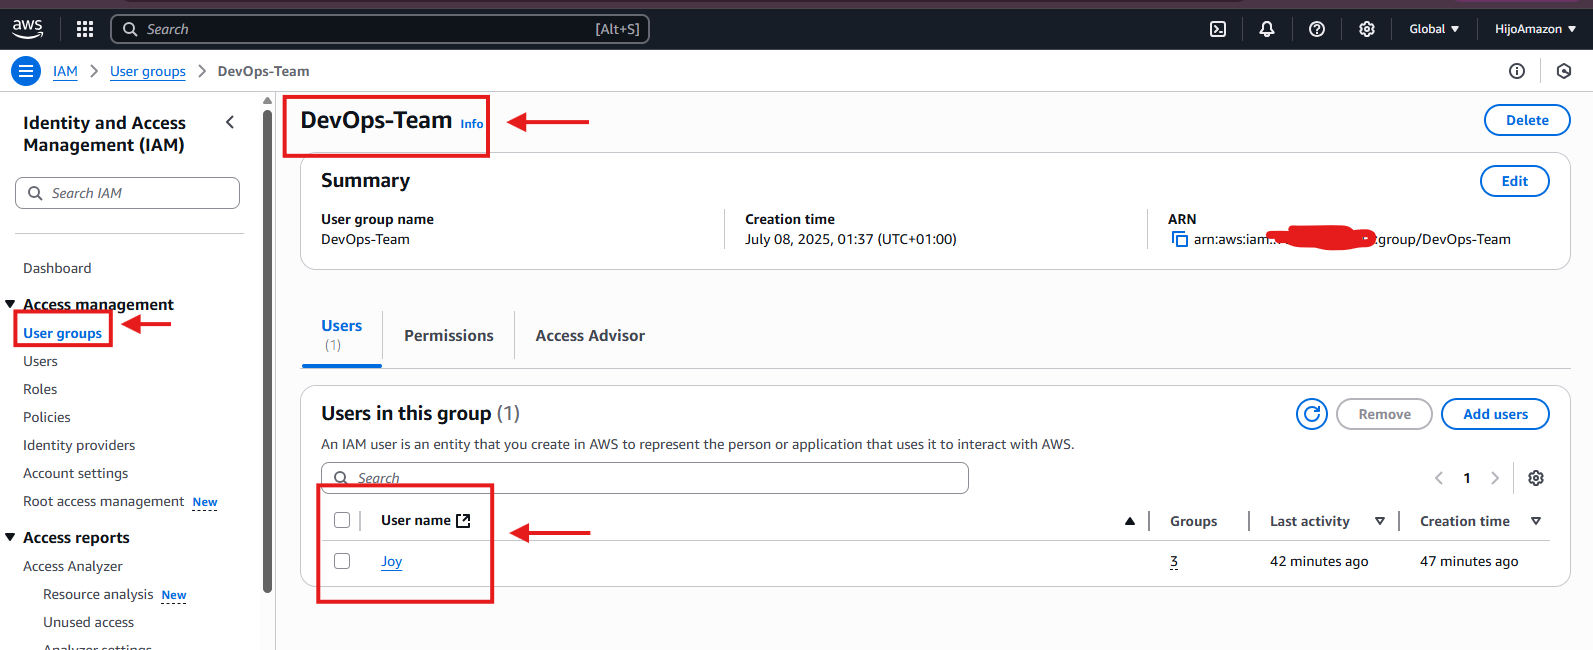 aws
Search [Alt+S]
Global HijoAmazon
IAM User groups DevOps-Team
Identity and Access Management (IAM)
Search IAM
Dashboard
Access management
User groups
Users
Roles
Policies
Identity providers
Account settings
Root access management New
Access reports
Access Analyzer
Resource analysis New
Unused access
Analyzer settings
DevOps-Team Info
Delete
Summary
Edit
User group name
DevOps-Team
Creation time
July 08, 2025, 01:37 (UTC+01:00)
ARN
arn:aws:iam: :group/DevOps-Team
Users (1)
Permissions
Access Advisor
Users in this group (1)
Remove
Add users
An IAM user is an entity that you create in AWS to represent the person or application that uses it to interact with AWS.
Search
1
User name Groups Last activity Creation time
Joy 3 42 minutes ago 47 minutes ago